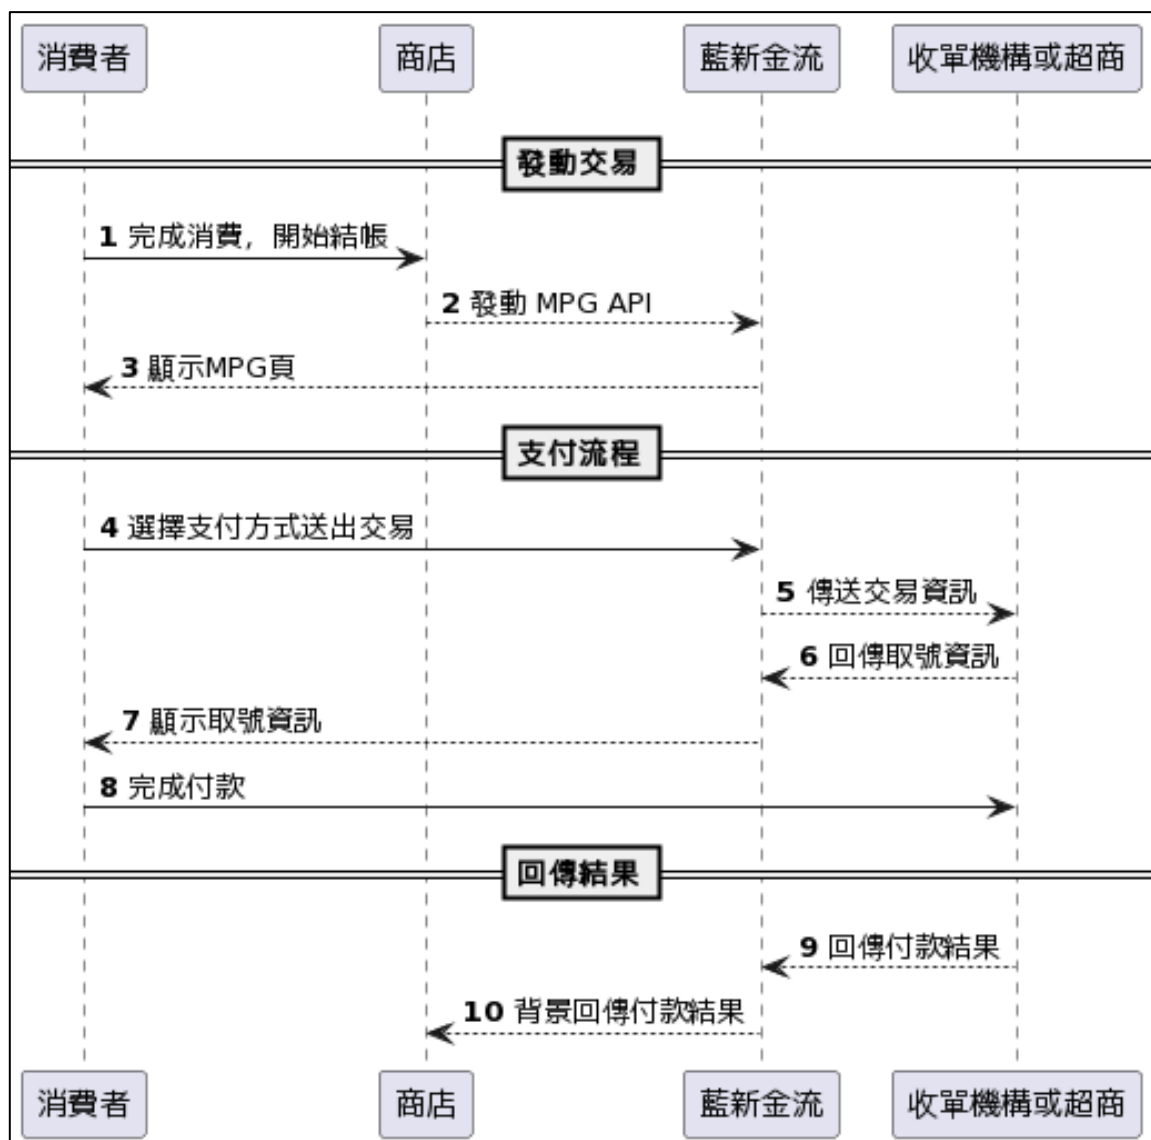 消費者 商店 藍新金流 收單機構或超商
發動交易
1 完成消費，開始結帳
2 發動 MPG API
3 顯示MPG頁
支付流程
4 選擇支付方式送出交易
5 傳送交易資訊
6 回傳取號資訊
7 顯示取號資訊
8 完成付款
回傳結果
9 回傳付款結果
10 背景回傳付款結果
消費者 商店 藍新金流 收單機構或超商